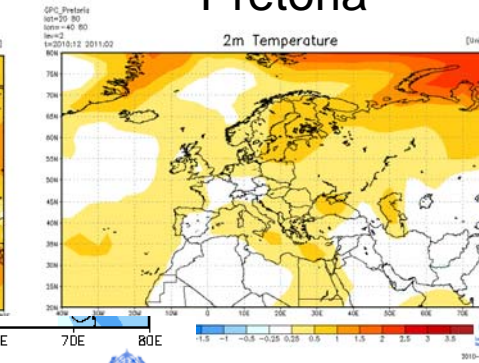 Pretoria
GPC_Pretoria
lat=20 80
lon=-40 80
lev=2
t=2010:12 2011:02
2m Temperature
80N
75N
70N
65N
60N
55N
50N
45N
40N
35N
30N
25N
20N
40W 30W 20W 10W 0 10E 20E 30E 40E 50E 60E 70E
70E 80E
-1.5 -1 -0.5 -0.25 0.25 0.5 1 1.5 2 2.5 3 3.5
2010-